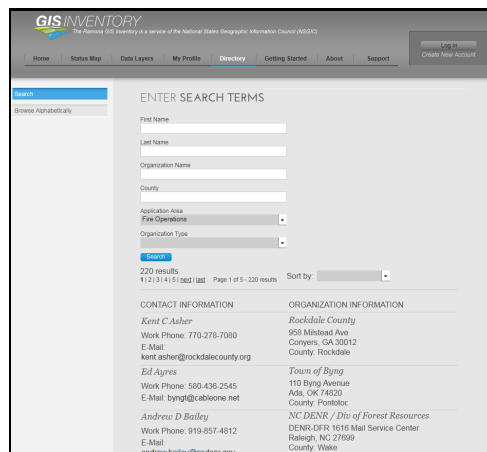 GIS INVENTORY
The Ramona GIS Inventory is a service of the National States Geographic Information Council (NSGIC)
Log In
Create New Account
Home Status Map Data Layers My Profile Directory Getting Started About Support
Search
Browse Alphabetically
ENTER SEARCH TERMS
First Name
Last Name
Organization Name
County
Application Area
Fire Operations
Organization Type
Search
220 results
1 | 2 | 3 | 4 | 5 | next | last Page 1 of 5 - 220 results Sort by:
CONTACT INFORMATION ORGANIZATION INFORMATION
Kent C Asher Rockdale County
Work Phone: 770-278-7080 958 Milstead Ave
E-Mail: Conyers, GA 30012
kent.asher@rockdalecounty.org County: Rockdale
Ed Ayres Town of Byng
Work Phone: 580-436-2545 110 Byng Avenue
E-Mail: byngt@cableone.net Ada, OK 74820
County: Pontotoc
Andrew D Bailey NC DENR / Div of Forest Resources
Work Phone: 919-857-4812 DENR-DFR 1616 Mail Service Center
E-Mail: Raleigh, NC 27699
County: Wake